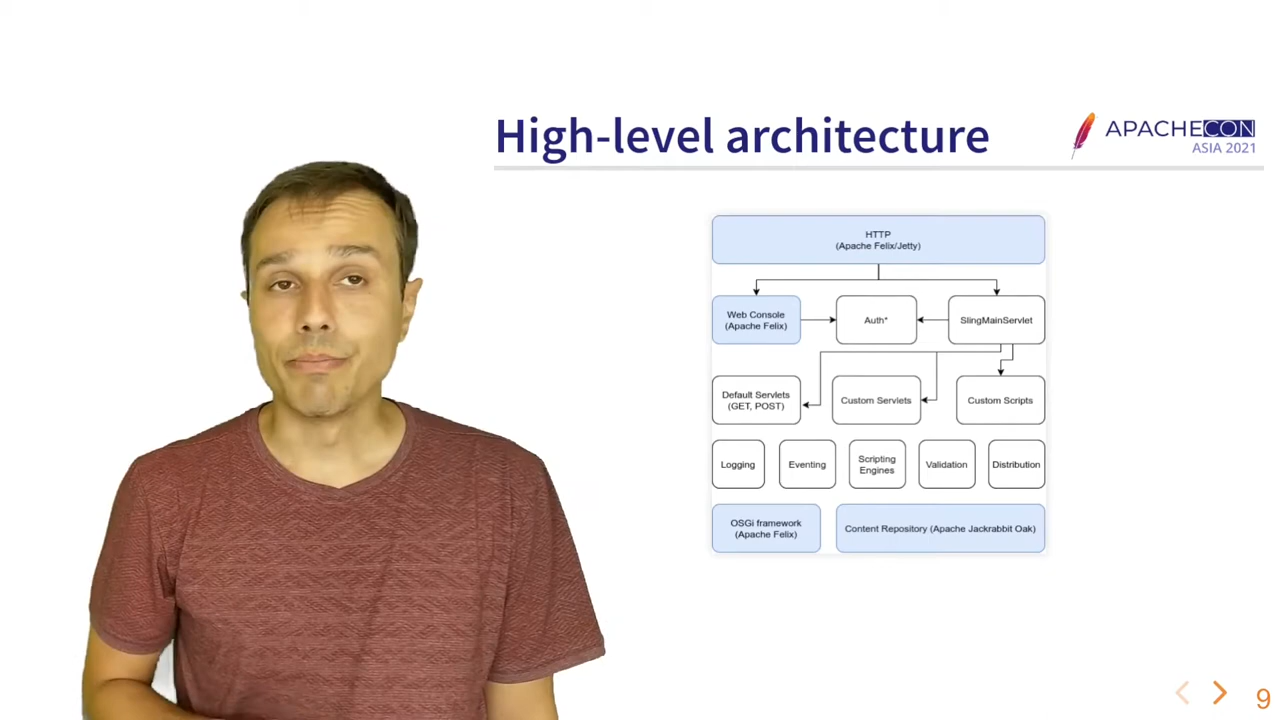 High-level architecture
APACHECON
ASIA 2021
HTTP
(Apache Felix/Jetty)
Web Console
(Apache Felix)
Auth*
SlingMainServlet
Default Servlets
(GET, POST)
Custom Servlets
Custom Scripts
Logging
Eventing
Scripting
Engines
Validation
Distribution
OSGi framework
(Apache Felix)
Content Repository (Apache Jackrabbit Oak)
9